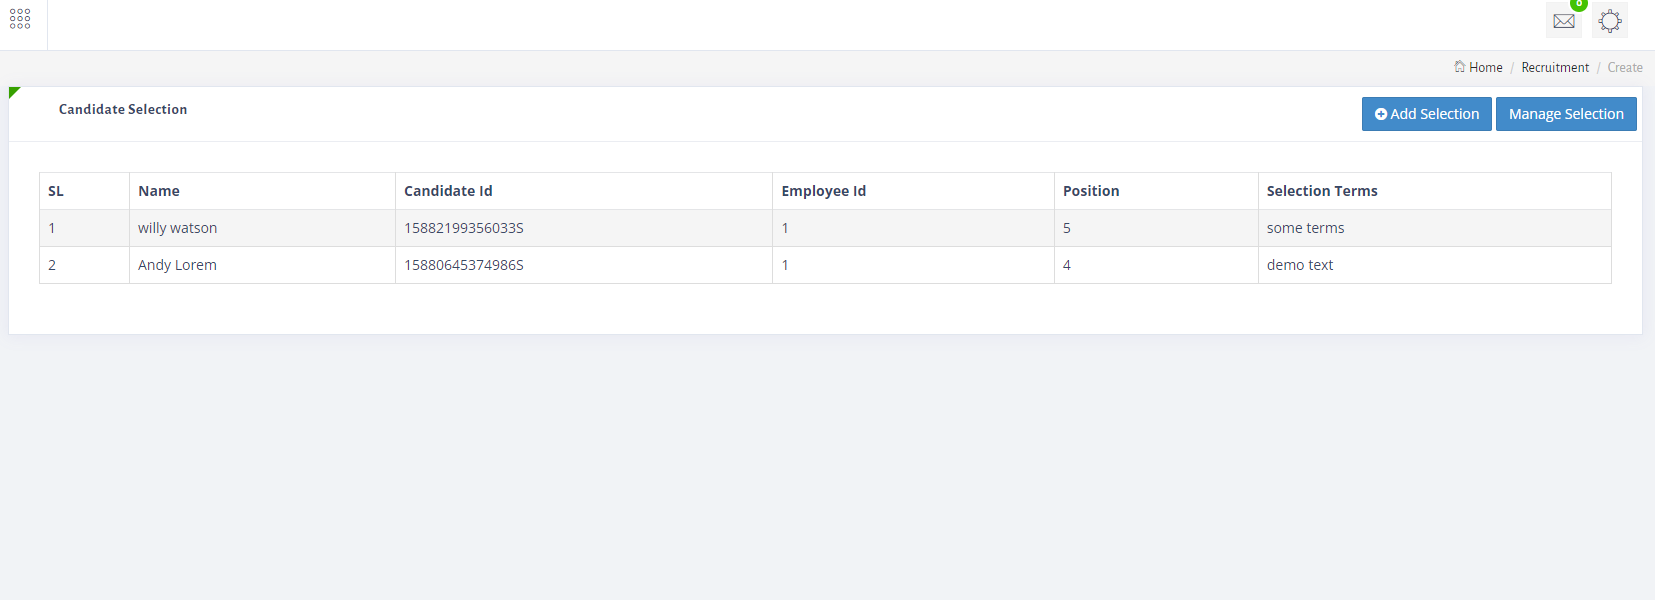 Home / Recruitment / Create
Candidate Selection
Add Selection Manage Selection
SL Name Candidate Id Employee Id Position Selection Terms
1 willy watson 15882199356033S 1 5 some terms
2 Andy Lorem 15880645374986S 1 4 demo text